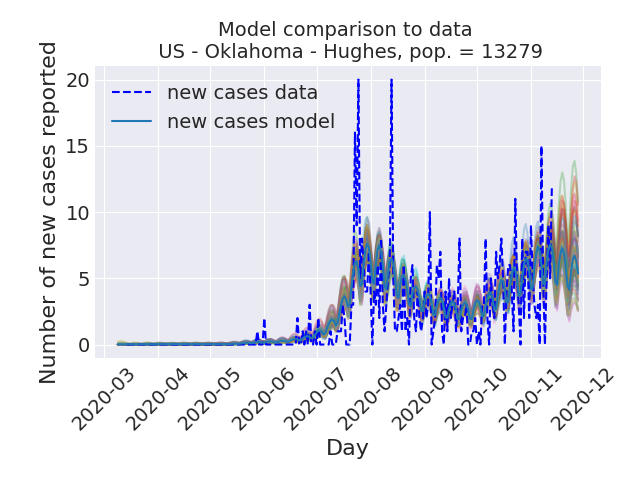 Model comparison to data
US - Oklahoma - Hughes, pop. = 13279
Number of new cases reported
20
15
10
5
0
new cases data
new cases model
2020-03
2020-04
2020-05
2020-06
2020-07
2020-08
2020-09
2020-10
2020-11
2020-12
Day